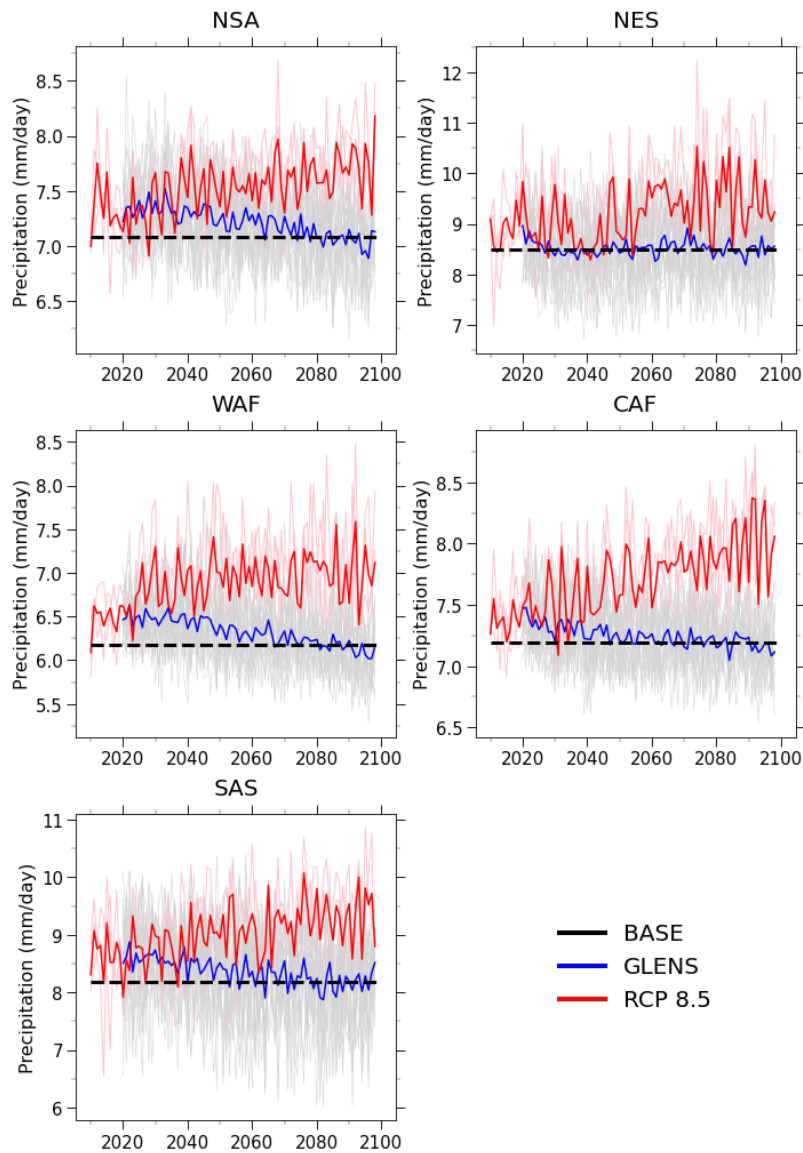 NSA
Precipitation (mm/day)
8.5
8.0
7.5
7.0
6.5
2020 2040 2060 2080 2100
NES
Precipitation (mm/day)
12
11
10
9
8
7
2020 2040 2060 2080 2100
WAF
Precipitation (mm/day)
8.5
8.0
7.5
7.0
6.5
6.0
5.5
2020 2040 2060 2080 2100
CAF
Precipitation (mm/day)
8.5
8.0
7.5
7.0
6.5
2020 2040 2060 2080 2100
SAS
Precipitation (mm/day)
11
10
9
8
7
6
2020 2040 2060 2080 2100
BASE
GLENS
RCP 8.5